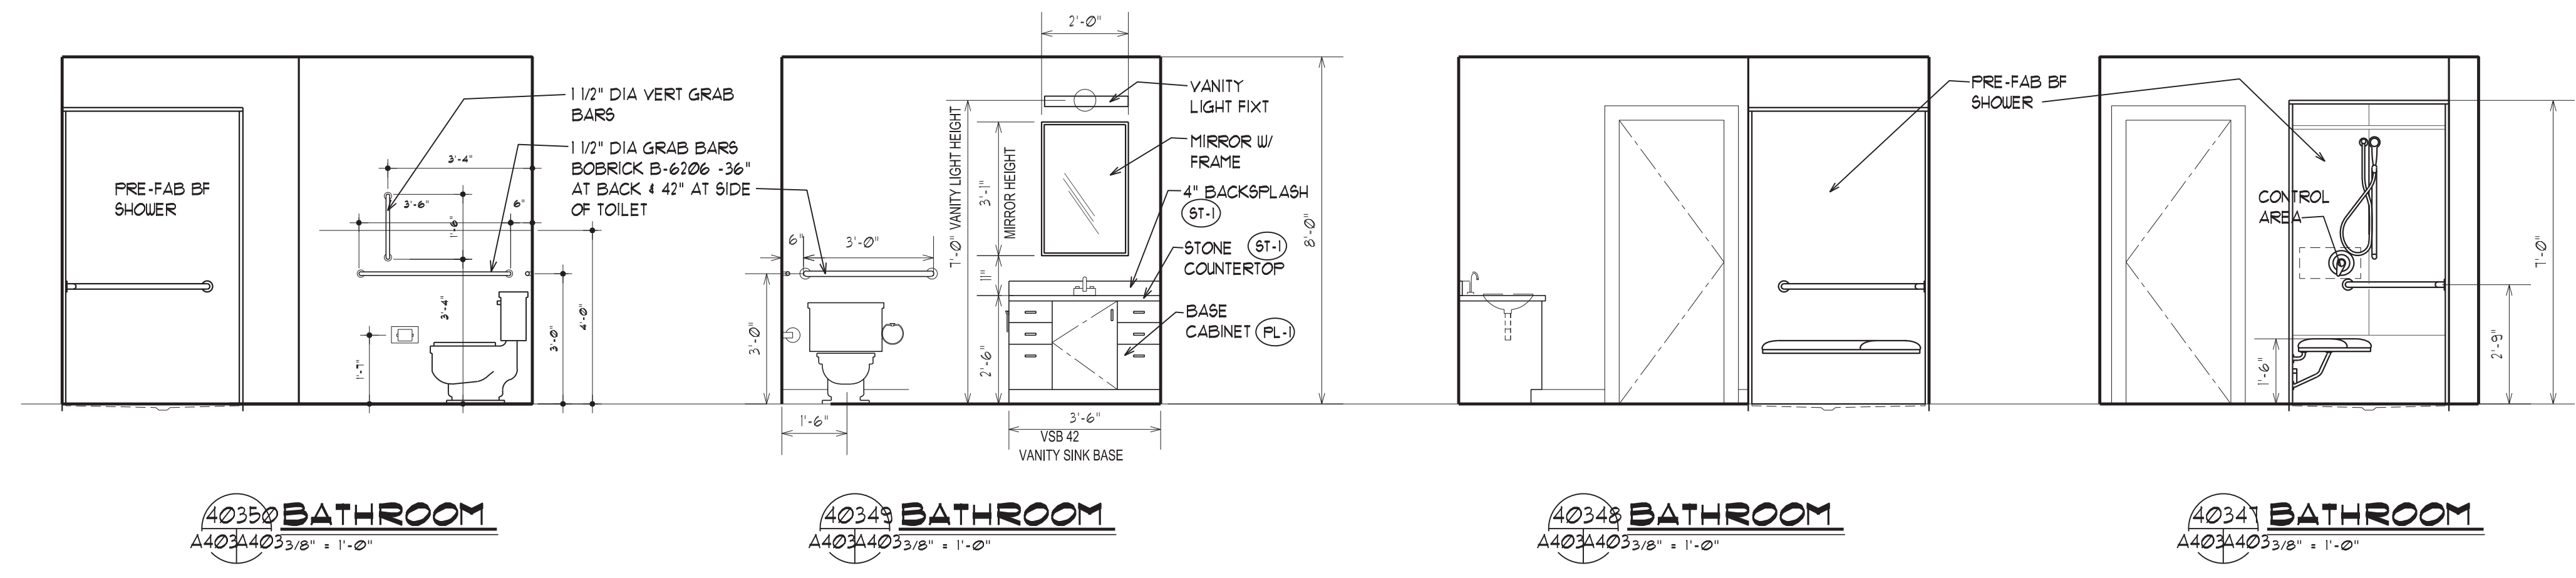 PRE-FAB BF
SHOWER
1 1/2" DIA VERT GRAB
BARS
1 1/2" DIA GRAB BARS
BOBRICK B-6206 -36"
AT BACK & 42" AT SIDE
OF TOILET
3'-4"
3'-6"
6"
1'-6"
3'-4"
1'-7"
3'-0"
4'-0"
40350 BATHROOM
A403 A403 3/8" = 1'-0"
2'-0"
VANITY
LIGHT FIXT
MIRROR W/
FRAME
4" BACKSPLASH
ST-1
STONE ST-1
COUNTERTOP
BASE
CABINET PL-1
7'-0" VANITY LIGHT HEIGHT
3'-1"
MIRROR HEIGHT
11"
2'-6"
8'-0"
6"
3'-0"
3'-0"
1'-6"
3'-6"
VSB 42
VANITY SINK BASE
40349 BATHROOM
A403 A403 3/8" = 1'-0"
PRE-FAB BF
SHOWER
40348 BATHROOM
A403 A403 3/8" = 1'-0"
CONTROL
AREA
1'-6"
2'-9"
7'-0"
40347 BATHROOM
A403 A403 3/8" = 1'-0"